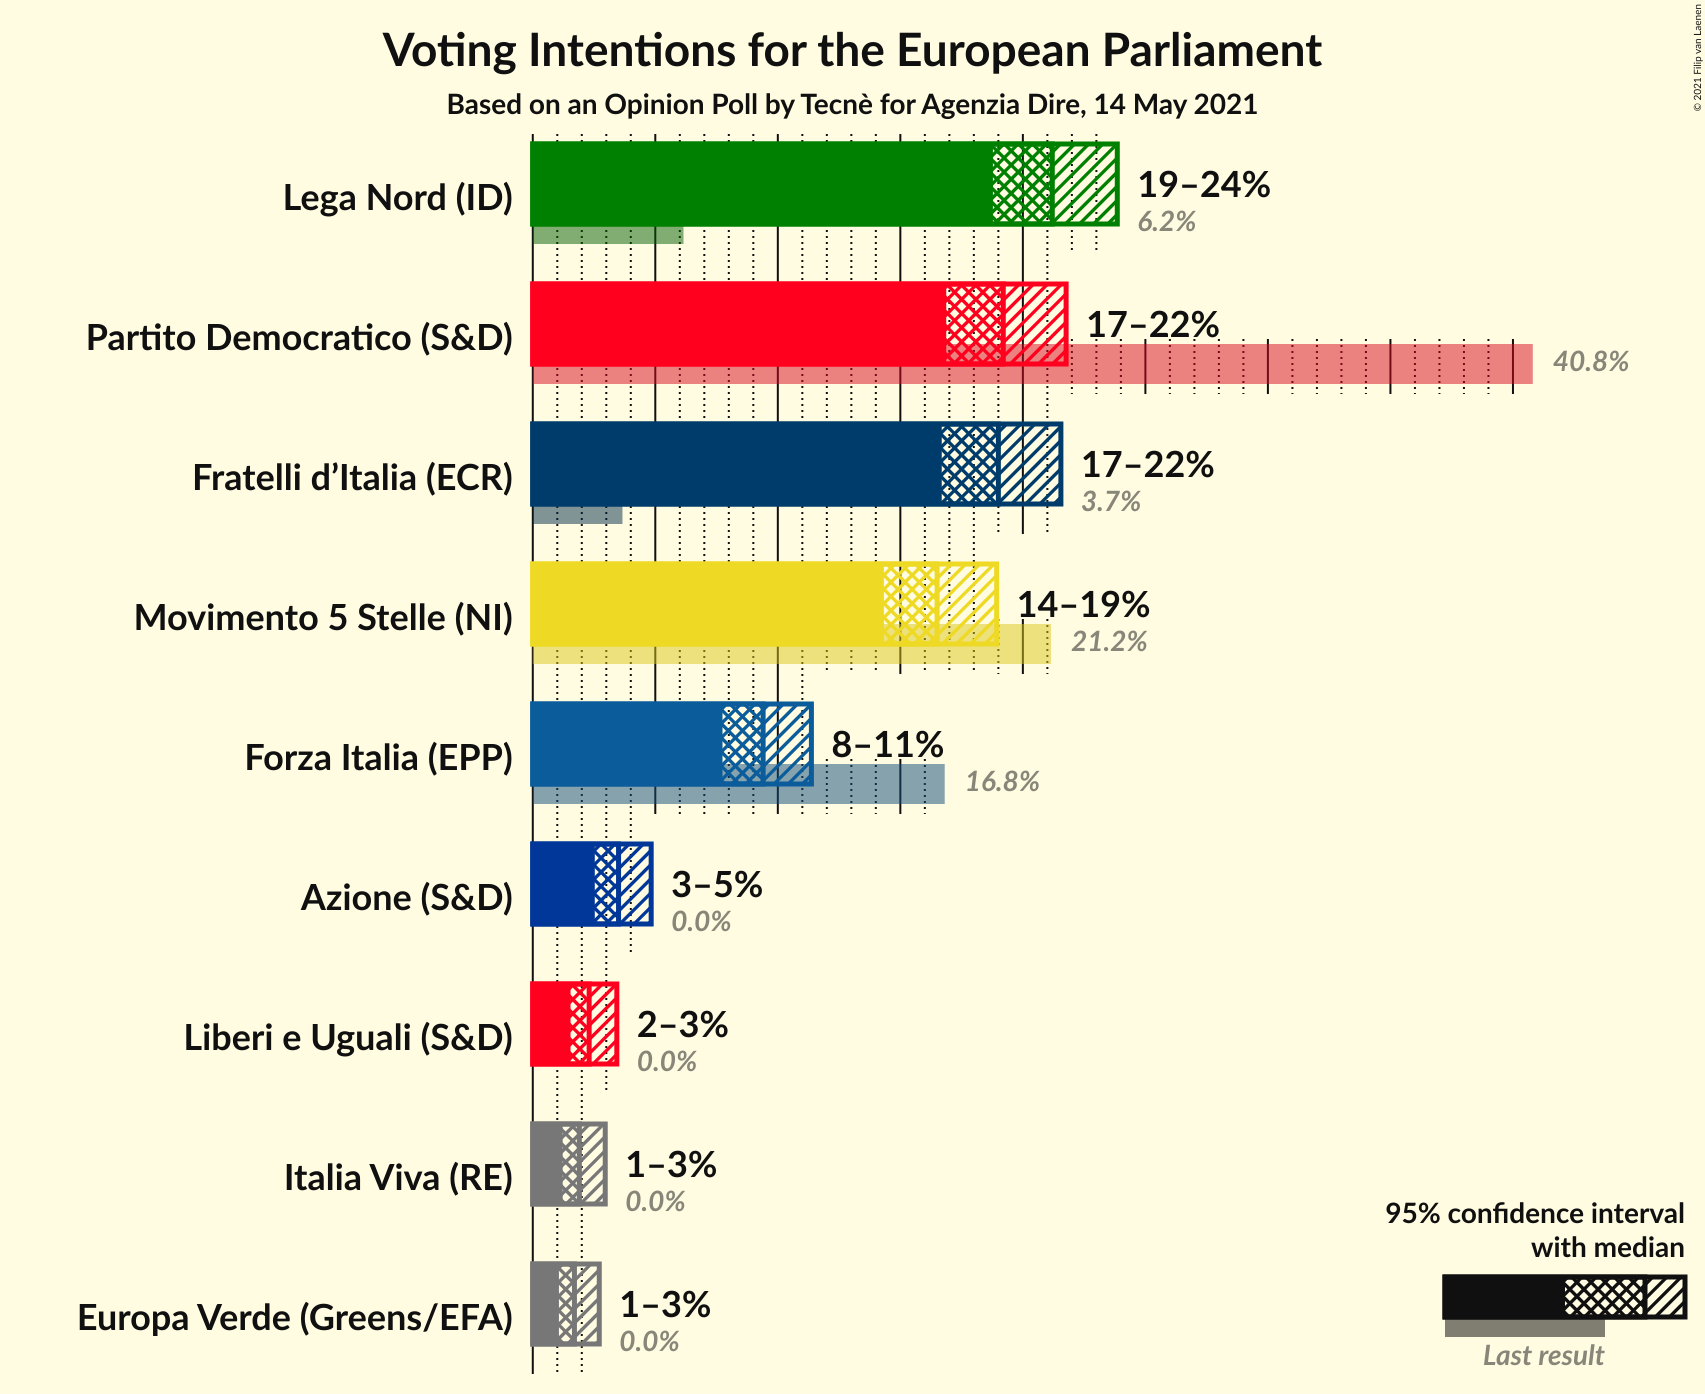 Voting Intentions for the European Parliament
Based on an Opinion Poll by Tecnè for Agenzia Dire, 14 May 2021
© 2021 Filip van Laenen
Lega Nord (ID)
19–24%
6.2%
Partito Democratico (S&D)
17–22%
40.8%
Fratelli d’Italia (ECR)
17–22%
3.7%
Movimento 5 Stelle (NI)
14–19%
21.2%
Forza Italia (EPP)
8–11%
16.8%
Azione (S&D)
3–5%
0.0%
Liberi e Uguali (S&D)
2–3%
0.0%
Italia Viva (RE)
1–3%
0.0%
Europa Verde (Greens/EFA)
1–3%
0.0%
95% confidence interval
with median
Last result